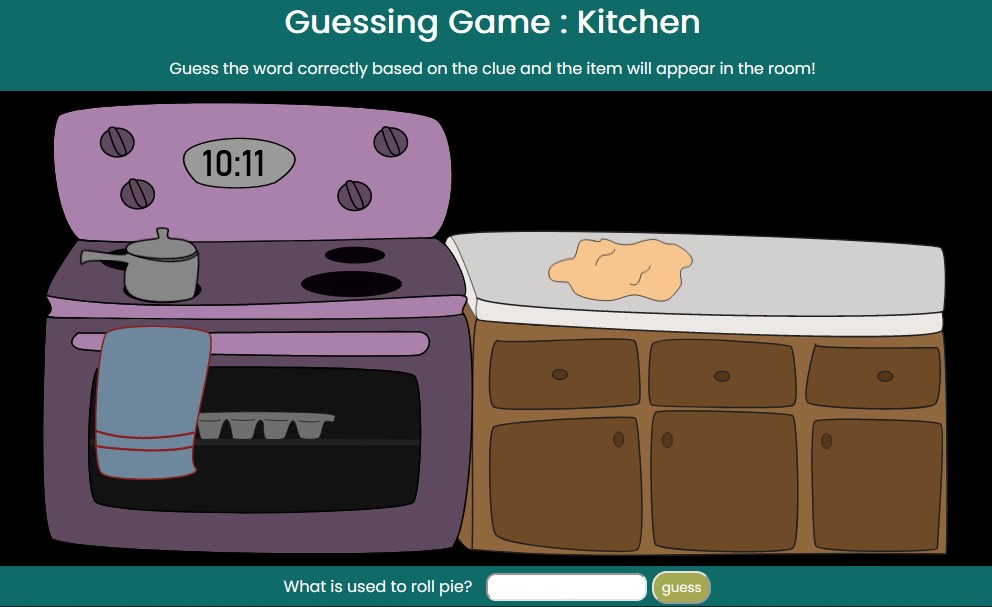 Guessing Game : Kitchen
Guess the word correctly based on the clue and the item will appear in the room!
10:11
What is used to roll pie? guess